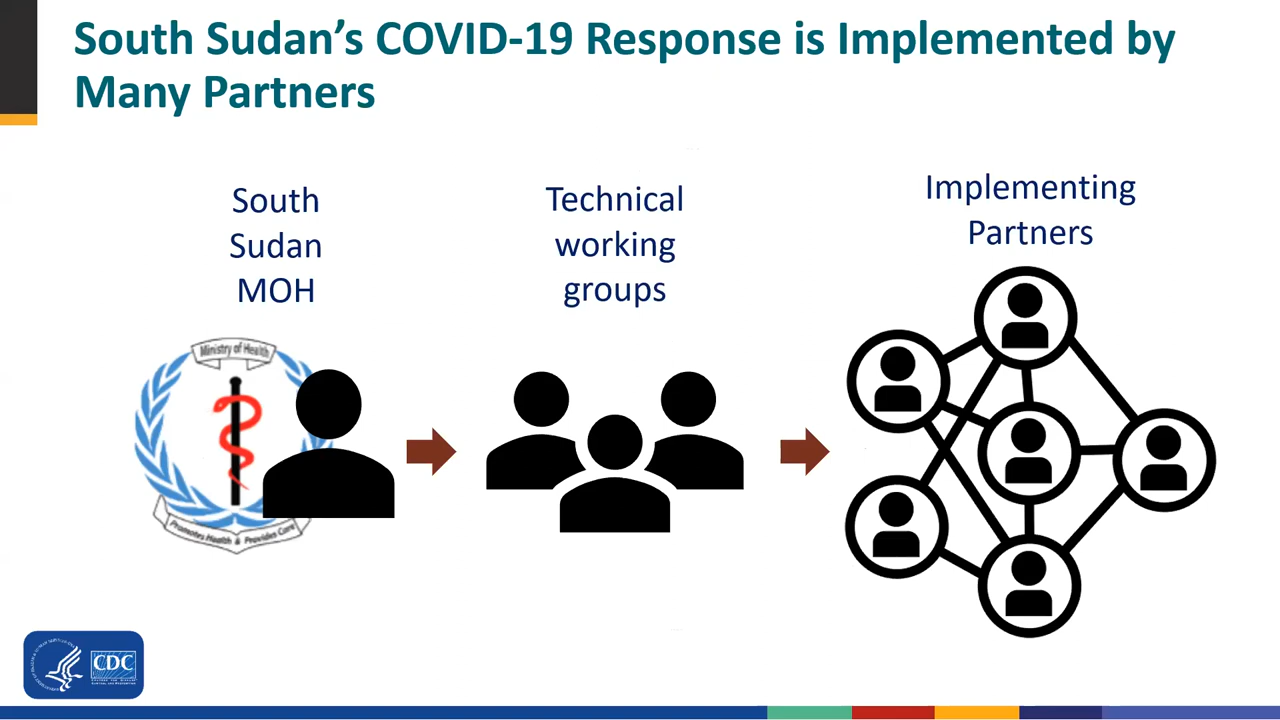 South Sudan's COVID-19 Response is Implemented by
Many Partners
South
Sudan
MOH
Technical
working
groups
Implementing
Partners
Ministry of Health
Promotes Health & Provides Care
CDC